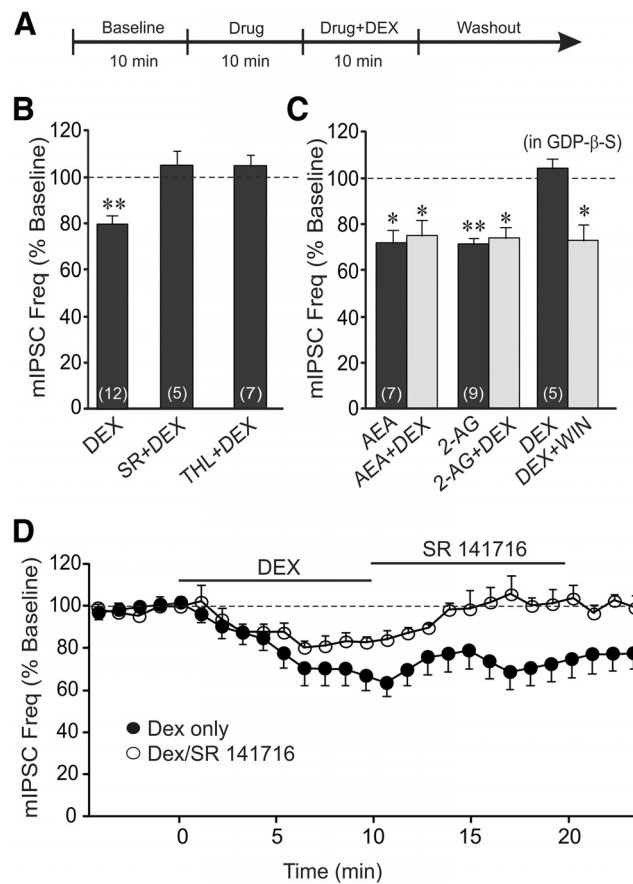 A
Baseline Drug Drug+DEX Washout
10 min 10 min 10 min
B
mIPSC Freq (% Baseline)
120
100
80
60
40
20
0
**
(12) (5) (7)
DEX
SR+DEX
THL+DEX
C
mIPSC Freq (% Baseline)
120
100
80
60
40
20
0
(in GDP-β-S)
* * ** * *
(7) (9) (5)
AEA
AEA+DEX
2-AG
2-AG+DEX
DEX
DEX+WIN
D
mIPSC Freq (% Baseline)
120
100
80
60
40
20
0
DEX
SR 141716
Dex only
Dex/SR 141716
0 5 10 15 20
Time (min)